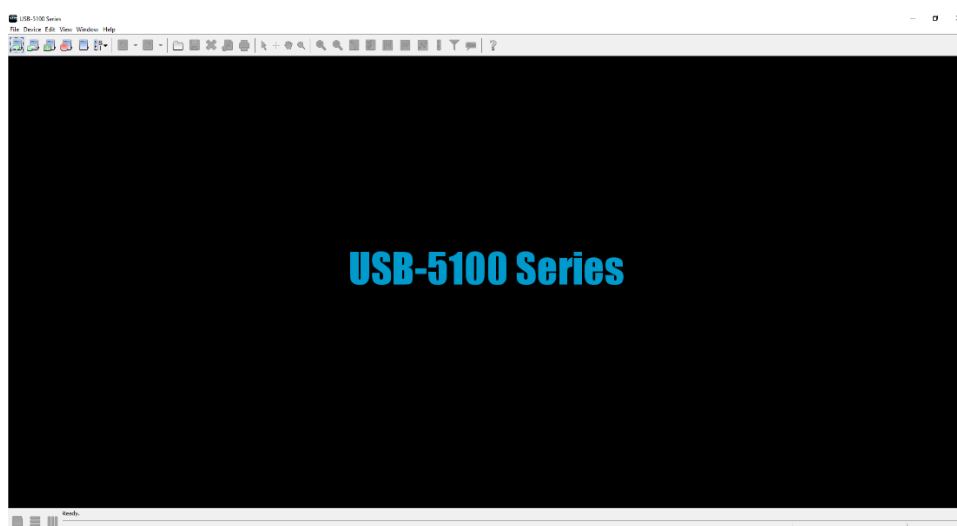 USB-5100 Series
File Device Edit View Window Help
?
USB-5100 Series
Ready.